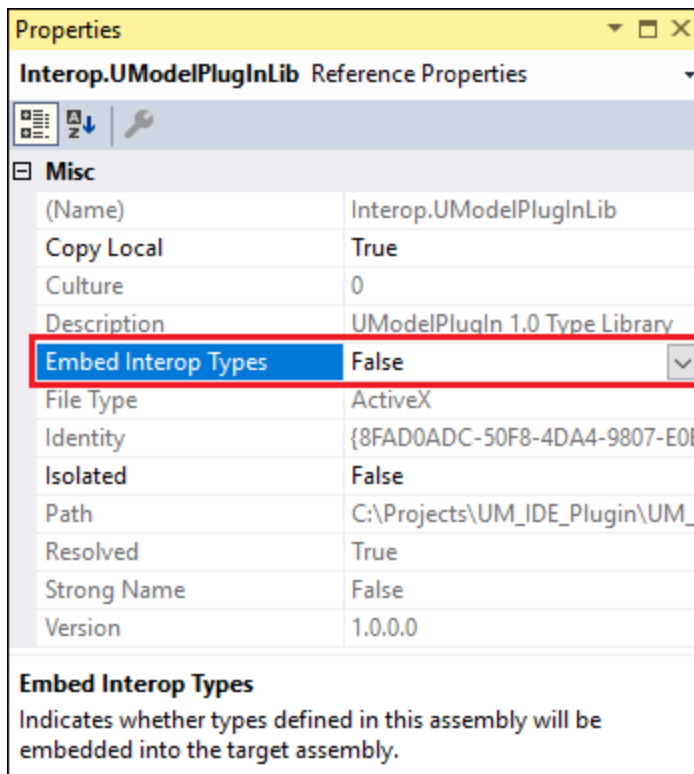 Properties
Interop.UModelPlugInLib Reference Properties
Misc
(Name) Interop.UModelPlugInLib
Copy Local True
Culture 0
Description UModelPlugIn 1.0 Type Library
Embed Interop Types False
File Type ActiveX
Identity {8FAD0ADC-50F8-4DA4-9807-E0
Isolated False
Path C:\Projects\UM_IDE_Plugin\UM_
Resolved True
Strong Name False
Version 1.0.0.0
Embed Interop Types
Indicates whether types defined in this assembly will be
embedded into the target assembly.